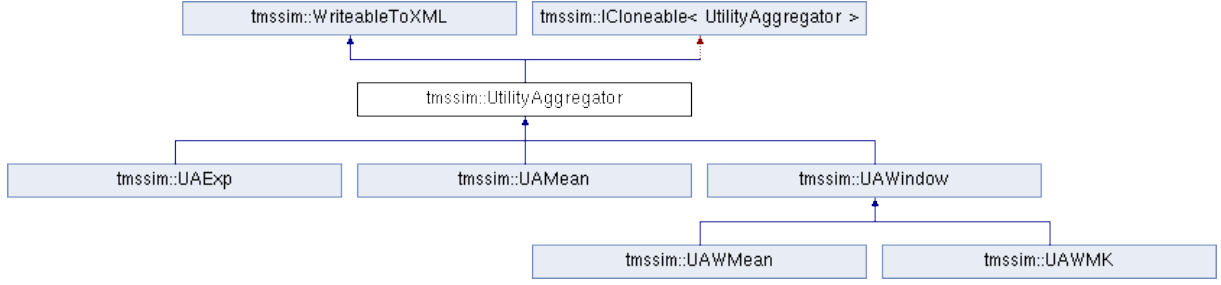 tmssim::WriteableToXML
tmssim::ICloneable< UtilityAggregator >
tmssim::UtilityAggregator
tmssim::UAExp
tmssim::UAMean
tmssim::UAWindow
tmssim::UAWMean
tmssim::UAWMK